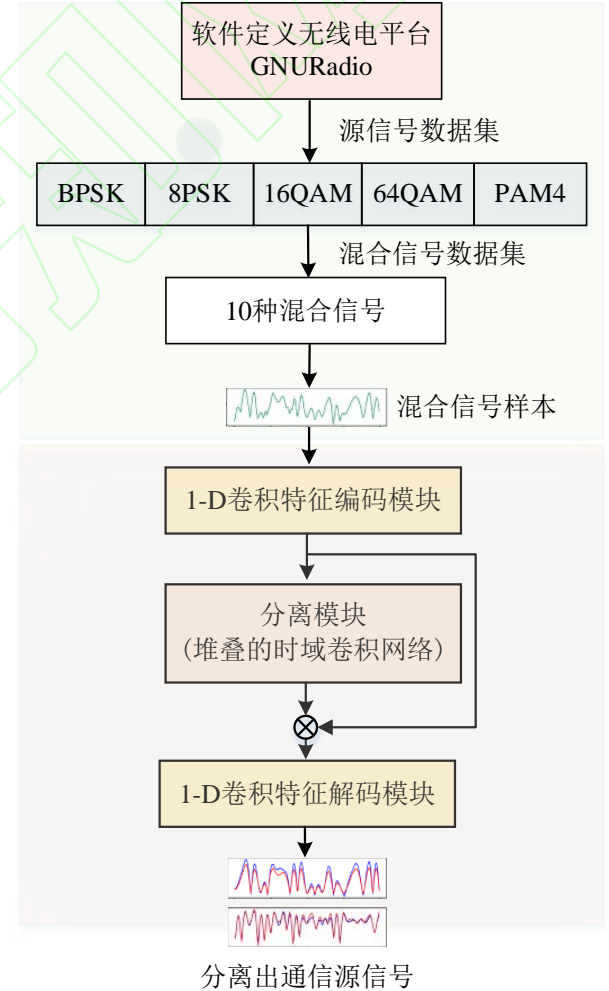 软件定义无线电平台
GNURadio
源信号数据集
BPSK 8PSK 16QAM 64QAM PAM4
混合信号数据集
10种混合信号
混合信号样本
1-D卷积特征编码模块
分离模块
(堆叠的时域卷积网络)
1-D卷积特征解码模块
分离出通信源信号